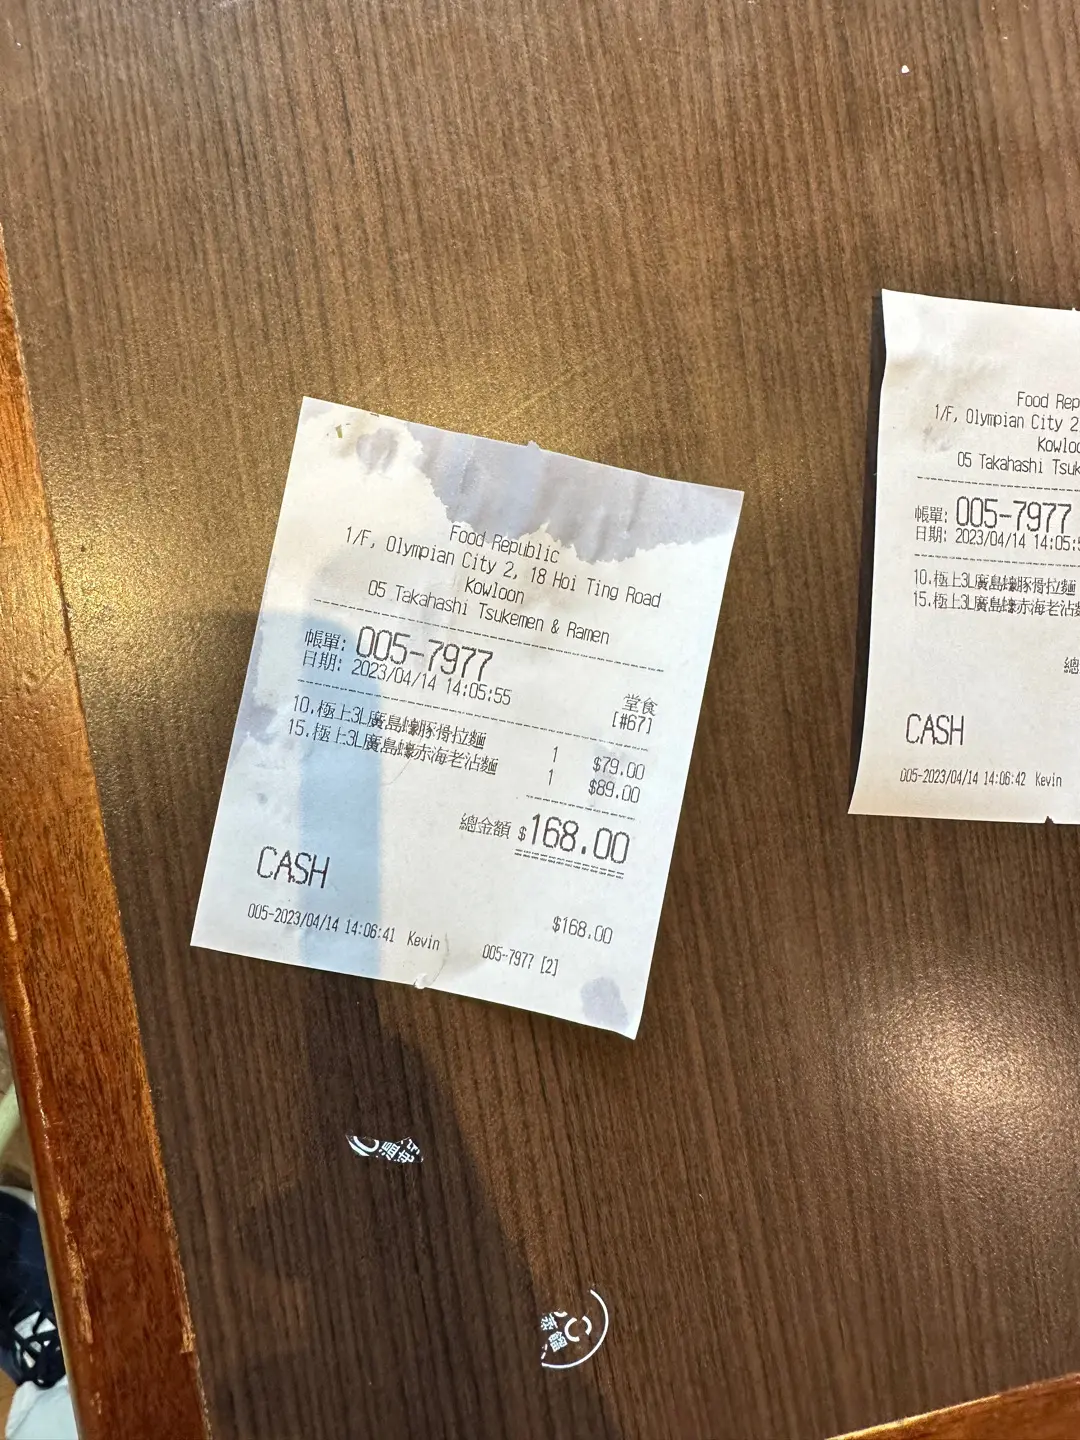 Food Republic
1/F, Olympian City 2, 18 Hoi Ting Road
Kowloon
05 Takahashi Tsukemen & Ramen
帳單: 005-7977
日期: 2023/04/14 14:05:55
堂食
[#67]
10.極上3L廣島蠔豚骨拉麵 1 $79.00
15.極上3L廣島蠔赤海老沾麵 1 $89.00
總金額 $168.00
CASH
$168.00
005-2023/04/14 14:06:41 Kevin
005-7977 [2]
Food Rep
1/F, Olympian City 2,
Kowloo
05 Takahashi Tsuk
帳單: 005-7977
日期: 2023/04/14 14:05:5
10.極上3L廣島蠔豚骨拉麵
15.極上3L廣島蠔赤海老沾
總
CASH
005-2023/04/14 14:06:42 Kevin